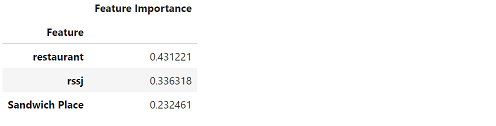 Feature Importance
Feature
restaurant 0.431221
rssj 0.336318
Sandwich Place 0.232461